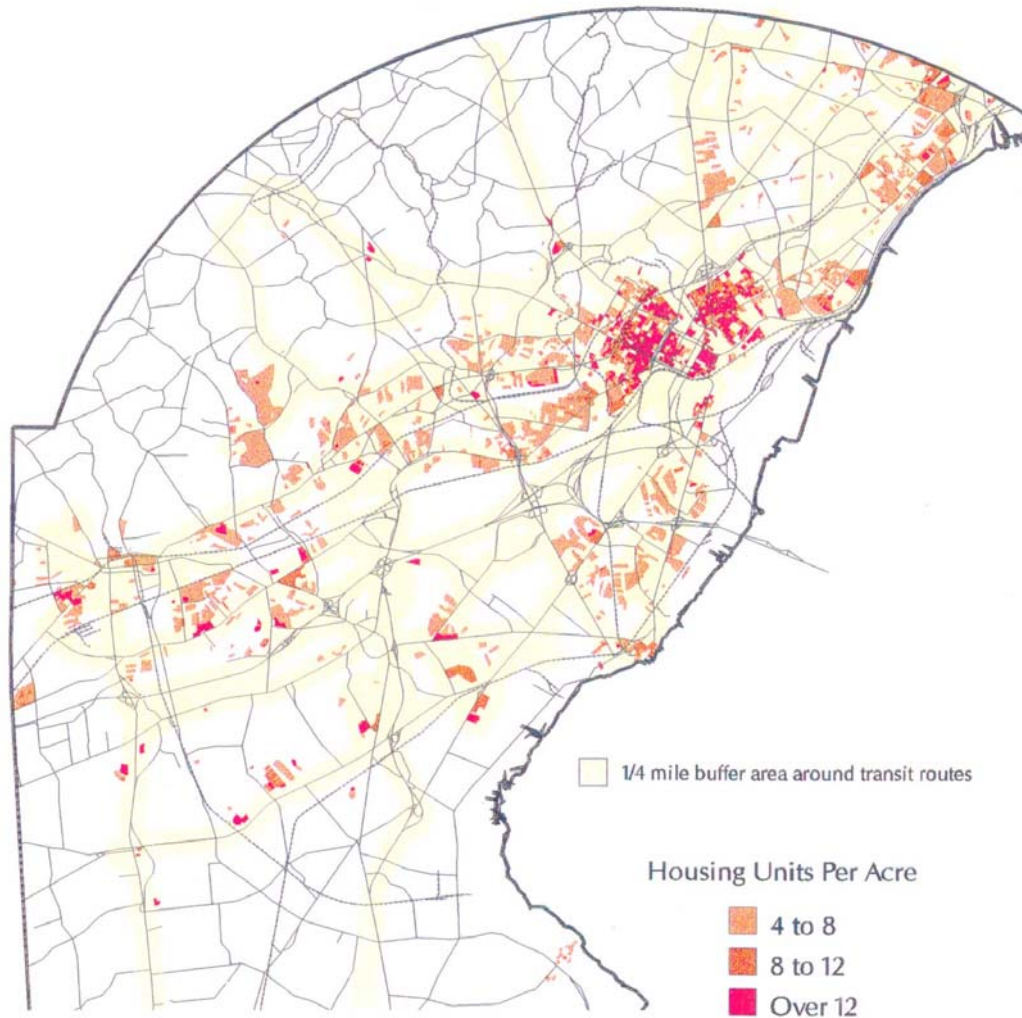 1/4 mile buffer area around transit routes
Housing Units Per Acre
4 to 8
8 to 12
Over 12